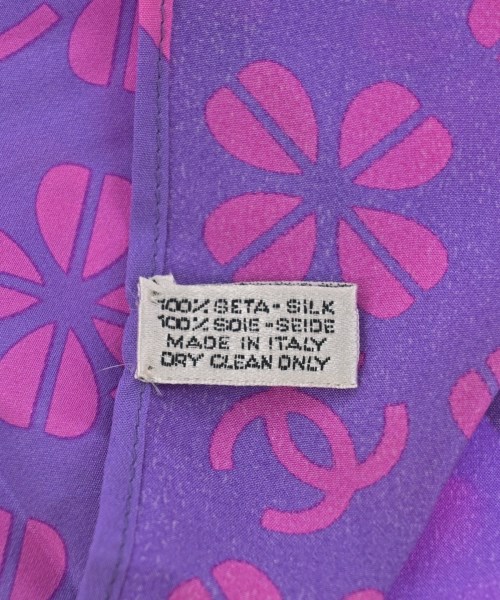 100% SETA - SILK
100% SOIE - SEIDE
MADE IN ITALY
DRY CLEAN ONLY